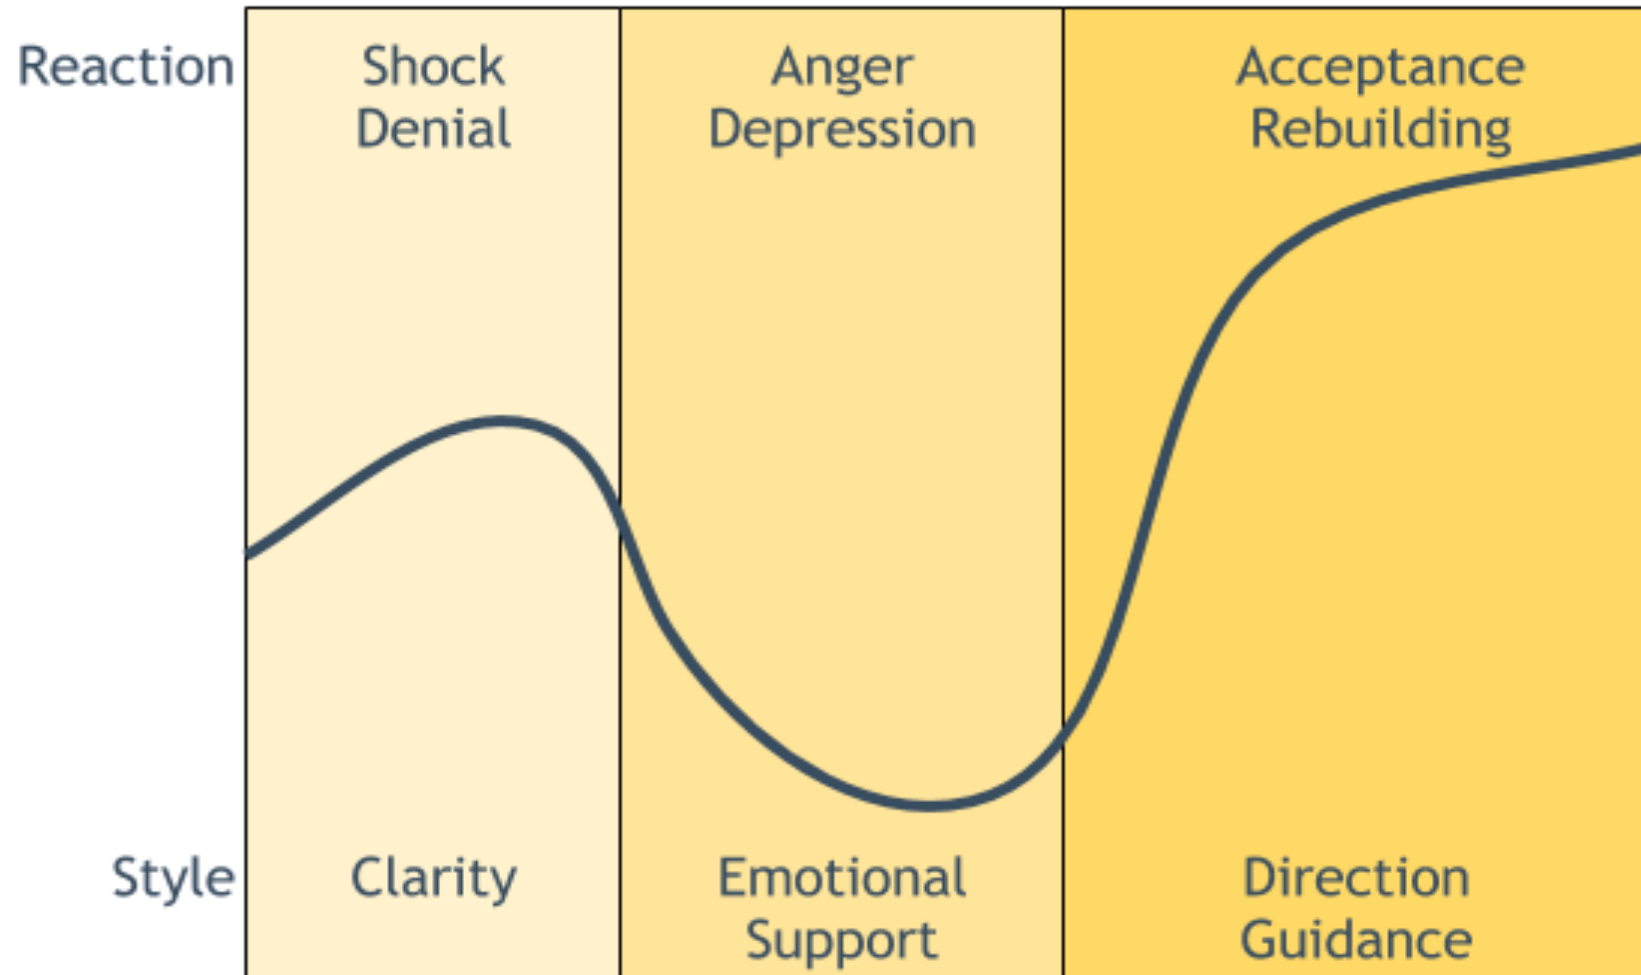 Reaction
Shock
Denial
Anger
Depression
Acceptance
Rebuilding
Style
Clarity
Emotional
Support
Direction
Guidance